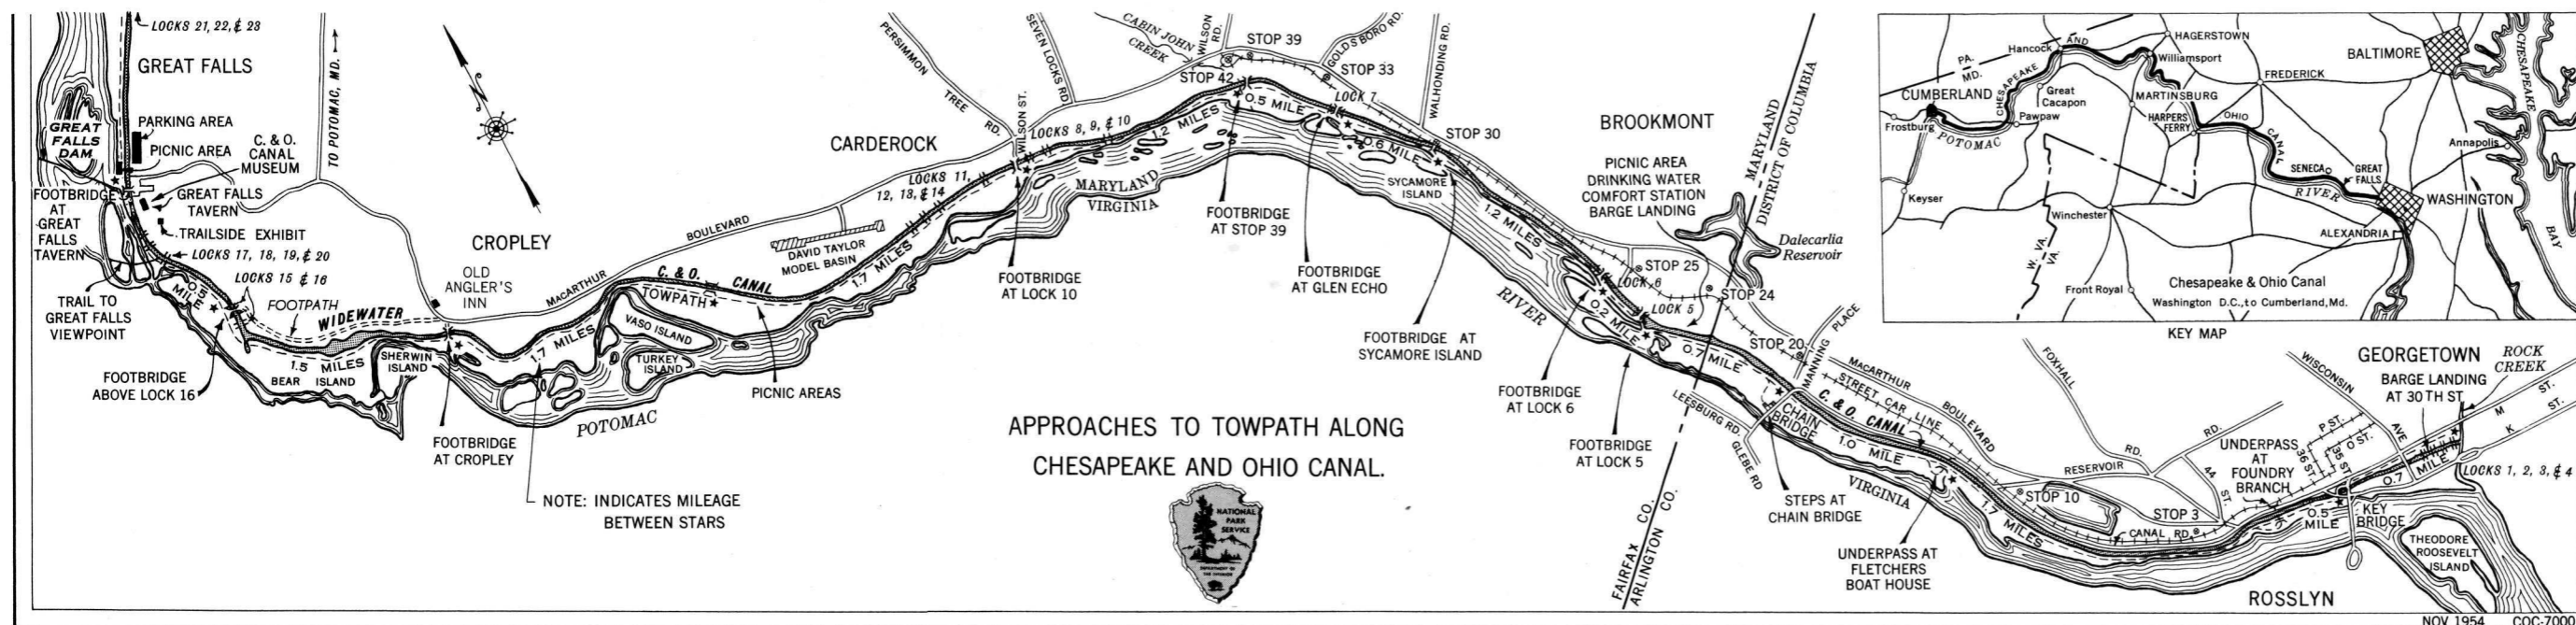 LOCKS 21, 22, & 23
GREAT FALLS
TO POTOMAC, MD.
GREAT
FALLS
DAM
PARKING AREA
PICNIC AREA
C. & O.
CANAL
MUSEUM
FOOTBRIDGE
AT
GREAT
FALLS
TAVERN
GREAT FALLS
TAVERN
TRAILSIDE EXHIBIT
LOCKS 17, 18, 19, & 20
LOCKS 15 & 16
0.5
MILE
FOOTPATH
WIDEWATER
TRAIL TO
GREAT FALLS
VIEWPOINT
FOOTBRIDGE
ABOVE LOCK 16
1.5 MILES
BEAR ISLAND
SHERWIN
ISLAND
N
CROPLEY
OLD
ANGLER'S
INN
FOOTBRIDGE
AT CROPLEY
MACARTHUR BOULEVARD
1.7 MILES
NOTE: INDICATES MILEAGE
BETWEEN STARS
POTOMAC
VASO ISLAND
TURKEY
ISLAND
C. & O. CANAL
TOWPATH
PICNIC AREAS
DAVID TAYLOR
MODEL BASIN
1.7 MILES
CARDEROCK
LOCKS 11,
12, 13, & 14
PERSIMMON TREE RD.
SEVEN LOCKS RD.
WILSON ST.
LOCKS 8, 9, & 10
FOOTBRIDGE
AT LOCK 10
1.2 MILES
MARYLAND
VIRGINIA
CABIN JOHN
CREEK
WILSON
RD.
STOP 39
STOP 42
FOOTBRIDGE
AT STOP 39
0.5 MILE
GOLDSBORO RD.
STOP 33
LOCK 7
FOOTBRIDGE
AT GLEN ECHO
0.6 MILE
WALHONDING RD.
STOP 30
SYCAMORE
ISLAND
FOOTBRIDGE AT
SYCAMORE ISLAND
1.2 MILES
RIVER
BROOKMONT
PICNIC AREA
DRINKING WATER
COMFORT STATION
BARGE LANDING
MARYLAND
DISTRICT OF COLUMBIA
Dalecarlia
Reservoir
STOP 25
LOCK 6
STOP 24
LOCK 5
0.2 MILE
FOOTBRIDGE
AT LOCK 6
FOOTBRIDGE
AT LOCK 5
0.7 MILE
STOP 20
MANNING PLACE
LEESBURG RD.
GLEBE RD
FAIRFAX CO.
ARLINGTON CO.
CHAIN
BRIDGE
STEPS AT
CHAIN BRIDGE
MACARTHUR BOULEVARD
STREET CAR LINE
C. & O. CANAL
1.0
MILE
VIRGINIA
UNDERPASS AT
FLETCHERS
BOAT HOUSE
1.7 MILES
STOP 10
FOXHALL RD.
RESERVOIR RD.
STOP 3
CANAL RD.
44 ST.
UNDERPASS
AT
FOUNDRY
BRANCH
36 ST.
35 ST.
P ST.
O ST.
WISCONSIN AVE
GEORGETOWN
BARGE LANDING
AT 30TH ST.
ROCK
CREEK
M ST.
K ST.
LOCKS 1, 2, 3, & 4
0.7
MILE
0.5
MILE
KEY
BRIDGE
THEODORE
ROOSEVELT
ISLAND
ROSSLYN
APPROACHES TO TOWPATH ALONG
CHESAPEAKE AND OHIO CANAL.
NATIONAL
PARK
SERVICE
DEPARTMENT OF
THE INTERIOR
PA.
MD.
Hancock
HAGERSTOWN
Williamsport
BALTIMORE
CHESAPEAKE
BAY
CUMBERLAND
CHESAPEAKE AND OHIO CANAL
Great
Cacapon
MARTINSBURG
FREDERICK
Frostburg
POTOMAC
Pawpaw
HARPERS
FERRY
Annapolis
SENECA
GREAT
FALLS
RIVER
WASHINGTON
Keyser
Winchester
ALEXANDRIA
W. VA.
VA.
Front Royal
Chesapeake & Ohio Canal
Washington D.C., to Cumberland, Md.
KEY MAP
NOV 1954 COC-7000